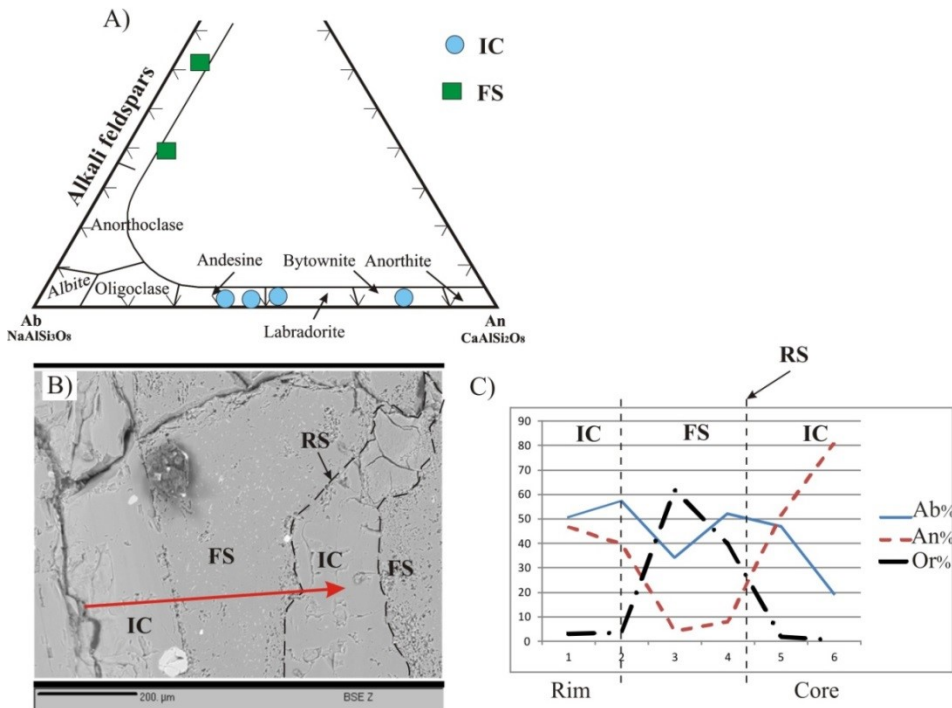 A)
IC
FS
Alkali feldspars
Anorthoclase
Albite
Oligoclase
Andesine
Bytownite
Anorthite
Labradorite
Ab
NaAlSi₃O₈
An
CaAlSi₂O₈
B)
RS
FS
IC
FS
IC
200. µm
BSE Z
C)
RS
90
80
70
60
50
40
30
20
10
0
IC
FS
IC
1 2 3 4 5 6
Rim
Core
Ab%
An%
Or%